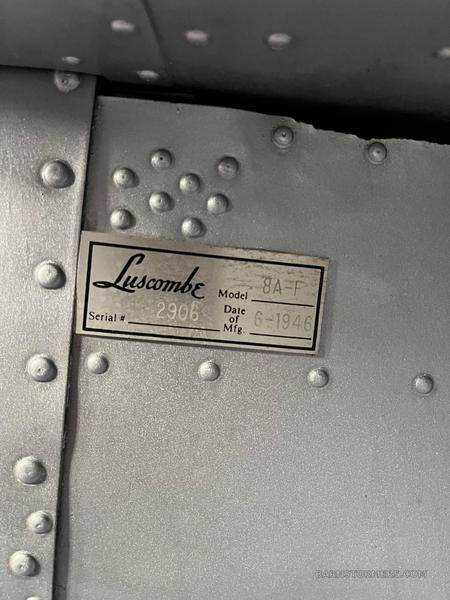 Luscombe
Model 8A-F
Serial # 2906
Date of Mfg. 6-1946
BARNSTORMERS.COM